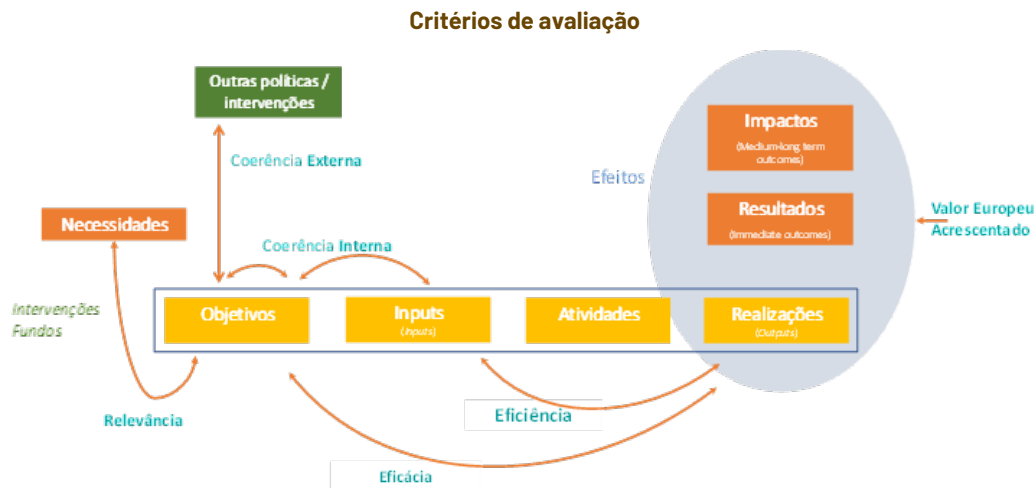 Critérios de avaliação
Outras políticas /
intervenções
Impactos
(Medium-long term
outcomes)
Coerência Externa
Efeitos
Necessidades
Resultados
(Immediate outcomes)
Valor Europeu
Acrescentado
Coerência Interna
Intervenções
Fundos
Objetivos
Inputs
(Inputs)
Atividades
Realizações
(Outputs)
Relevância
Eficiência
Eficácia